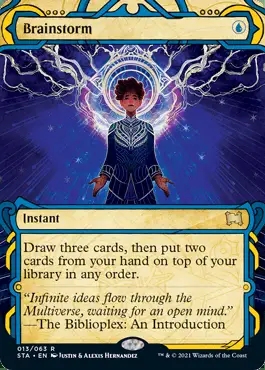 Brainstorm
Instant
Draw three cards, then put two
cards from your hand on top of your
library in any order.
“Infinite ideas flow through the
Multiverse, waiting for an open mind.”
—The Biblioplex: An Introduction
013/063 R
STA • EN Justin & Alexis Hernandez
™ & © 2021 Wizards of the Coast